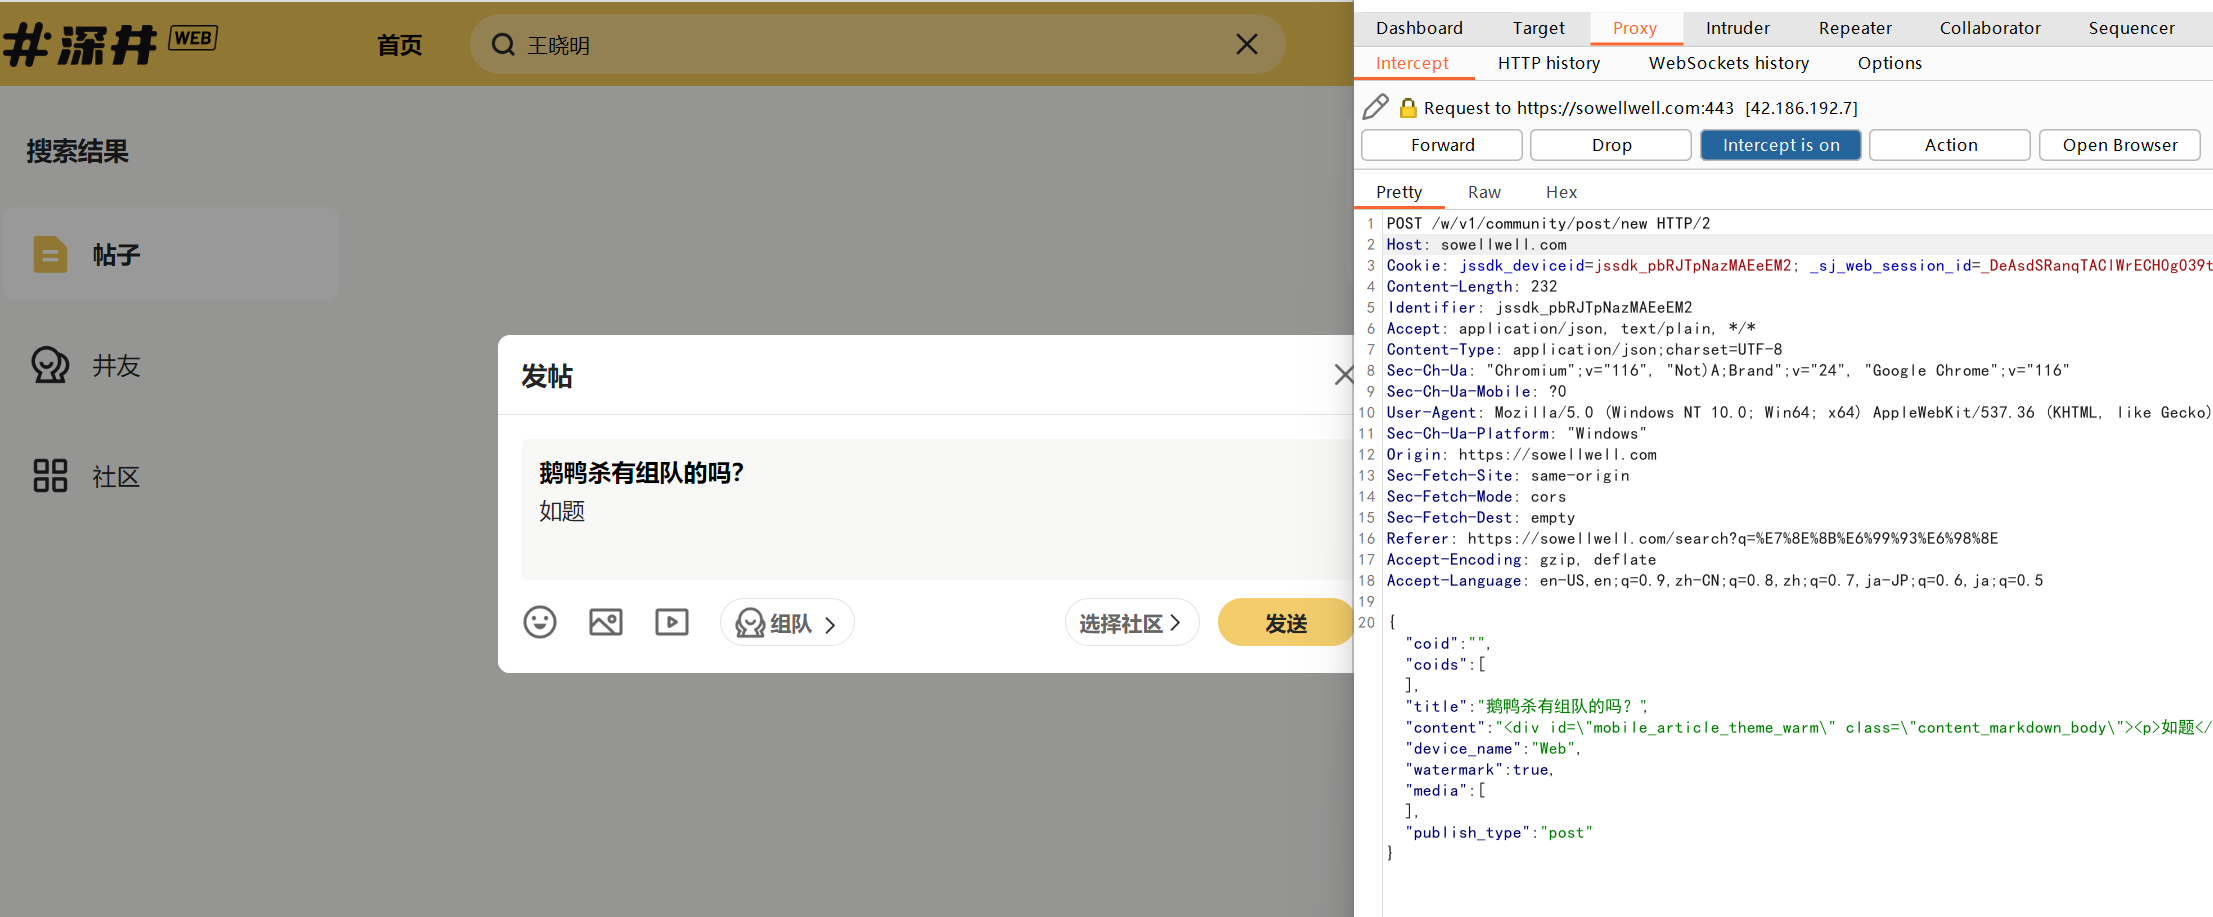 深井 WEB
首页
王晓明
搜索结果
帖子
井友
社区
发帖
鹅鸭杀有组队的吗？
如题
组队
选择社区
发送
Dashboard Target Proxy Intruder Repeater Collaborator Sequencer
Intercept HTTP history WebSockets history Options
Request to https://sowellwell.com:443 [42.186.192.7]
Forward Drop Intercept is on Action Open Browser
Pretty Raw Hex
1 POST /w/v1/community/post/new HTTP/2
2 Host: sowellwell.com
3 Cookie: jssdk_deviceid=jssdk_pbRJTpNazMAEeEM2; _sj_web_session_id=_DeAsdSRanqTAClWrECH0g039t
4 Content-Length: 232
5 Identifier: jssdk_pbRJTpNazMAEeEM2
6 Accept: application/json, text/plain, */*
7 Content-Type: application/json;charset=UTF-8
8 Sec-Ch-Ua: "Chromium";v="116", "Not)A;Brand";v="24", "Google Chrome";v="116"
9 Sec-Ch-Ua-Mobile: ?0
10 User-Agent: Mozilla/5.0 (Windows NT 10.0; Win64; x64) AppleWebKit/537.36 (KHTML, like Gecko)
11 Sec-Ch-Ua-Platform: "Windows"
12 Origin: https://sowellwell.com
13 Sec-Fetch-Site: same-origin
14 Sec-Fetch-Mode: cors
15 Sec-Fetch-Dest: empty
16 Referer: https://sowellwell.com/search?q=%E7%8E%8B%E6%99%93%E6%98%8E
17 Accept-Encoding: gzip, deflate
18 Accept-Language: en-US,en;q=0.9,zh-CN;q=0.8,zh;q=0.7,ja-JP;q=0.6,ja;q=0.5
19
20 {
"coid":"",
"coids":[
],
"title":"鹅鸭杀有组队的吗？",
"content":"<div id=\"mobile_article_theme_warm\" class=\"content_markdown_body\"><p>如题</
"device_name":"Web",
"watermark":true,
"media":[
],
"publish_type":"post"
}